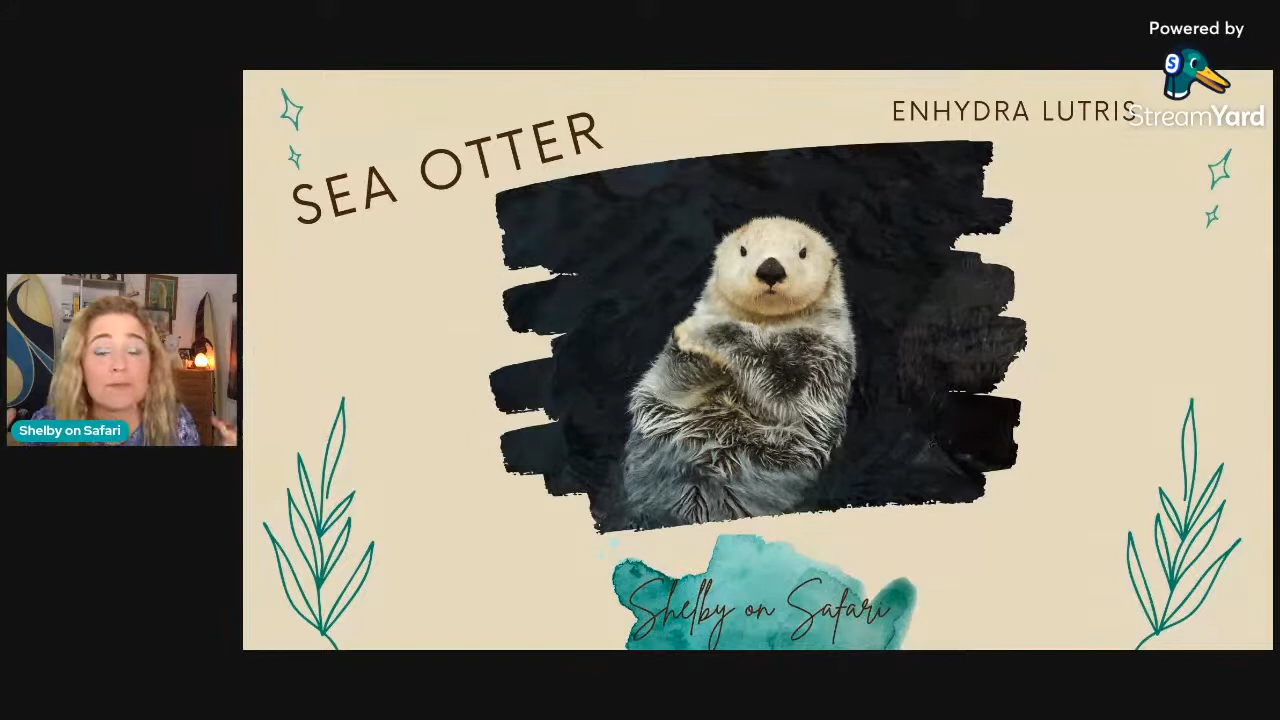 Powered by
S
StreamYard
ENHYDRA LUTRIS
SEA OTTER
Shelby on Safari
Shelby on Safari